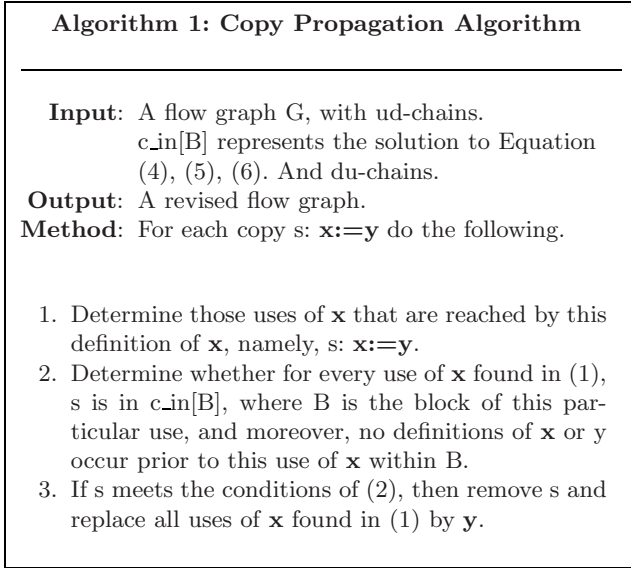 Algorithm 1: Copy Propagation Algorithm
Input: A flow graph G, with ud-chains.
c_in[B] represents the solution to Equation
(4), (5), (6). And du-chains.
Output: A revised flow graph.
Method: For each copy s: x:=y do the following.
1. Determine those uses of x that are reached by this
definition of x, namely, s: x:=y.
2. Determine whether for every use of x found in (1),
s is in c_in[B], where B is the block of this par-
ticular use, and moreover, no definitions of x or y
occur prior to this use of x within B.
3. If s meets the conditions of (2), then remove s and
replace all uses of x found in (1) by y.